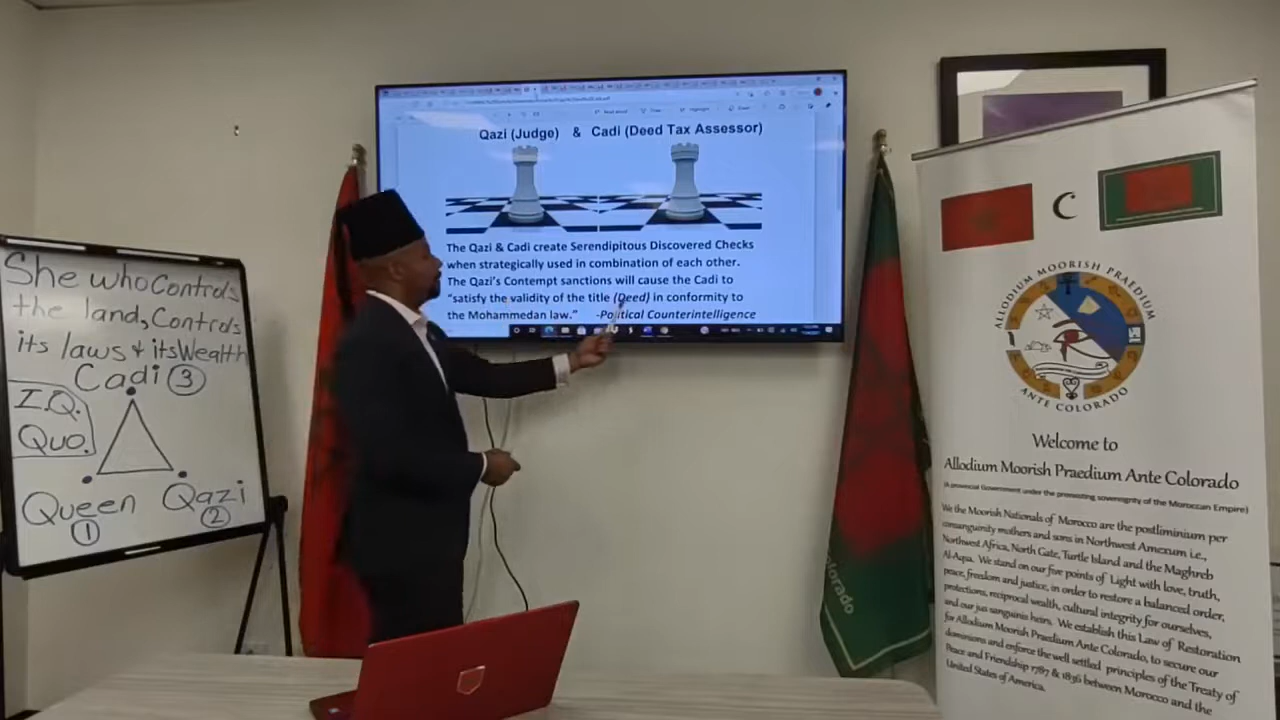 She who Controls
the land, Controls
its laws & its Wealth
Cadi ③
I.Q.
Quo.
Queen
①
Qazi
②
Qazi (Judge) & Cadi (Deed Tax Assessor)
The Qazi & Cadi create Serendipitous Discovered Checks
when strategically used in combination of each other.
The Qazi's Contempt sanctions will cause the Cadi to
"satisfy the validity of the title (Deed) in conformity to
the Mohammedan law." -Political Counterintelligence
Colorado
ALLODIUM MOORISH PRAEDIUM
ANTE COLORADO
Welcome to
Allodium Moorish Praedium Ante Colorado
(A provincial Government under the preexisting sovereignty of the Moroccan Empire)
We the Moorish Nationals of Morocco are the postliminium per
consanguinity mothers and sons in Northwest Amexum i.e.,
Northwest Africa, North Gate, Turtle Island and the Maghreb
Al-Aqsa. We stand on our five points of Light with love, truth,
peace, freedom and justice, in order to restore a balanced order,
protections, reciprocal wealth, cultural integrity for ourselves,
and our jus sanguinis heirs. We establish this Law of Restoration
for Allodium Moorish Praedium Ante Colorado, to secure our
dominions and enforce the well settled principles of the Treaty of
Peace and Friendship 1787 & 1836 between Morocco and the
United States of America.